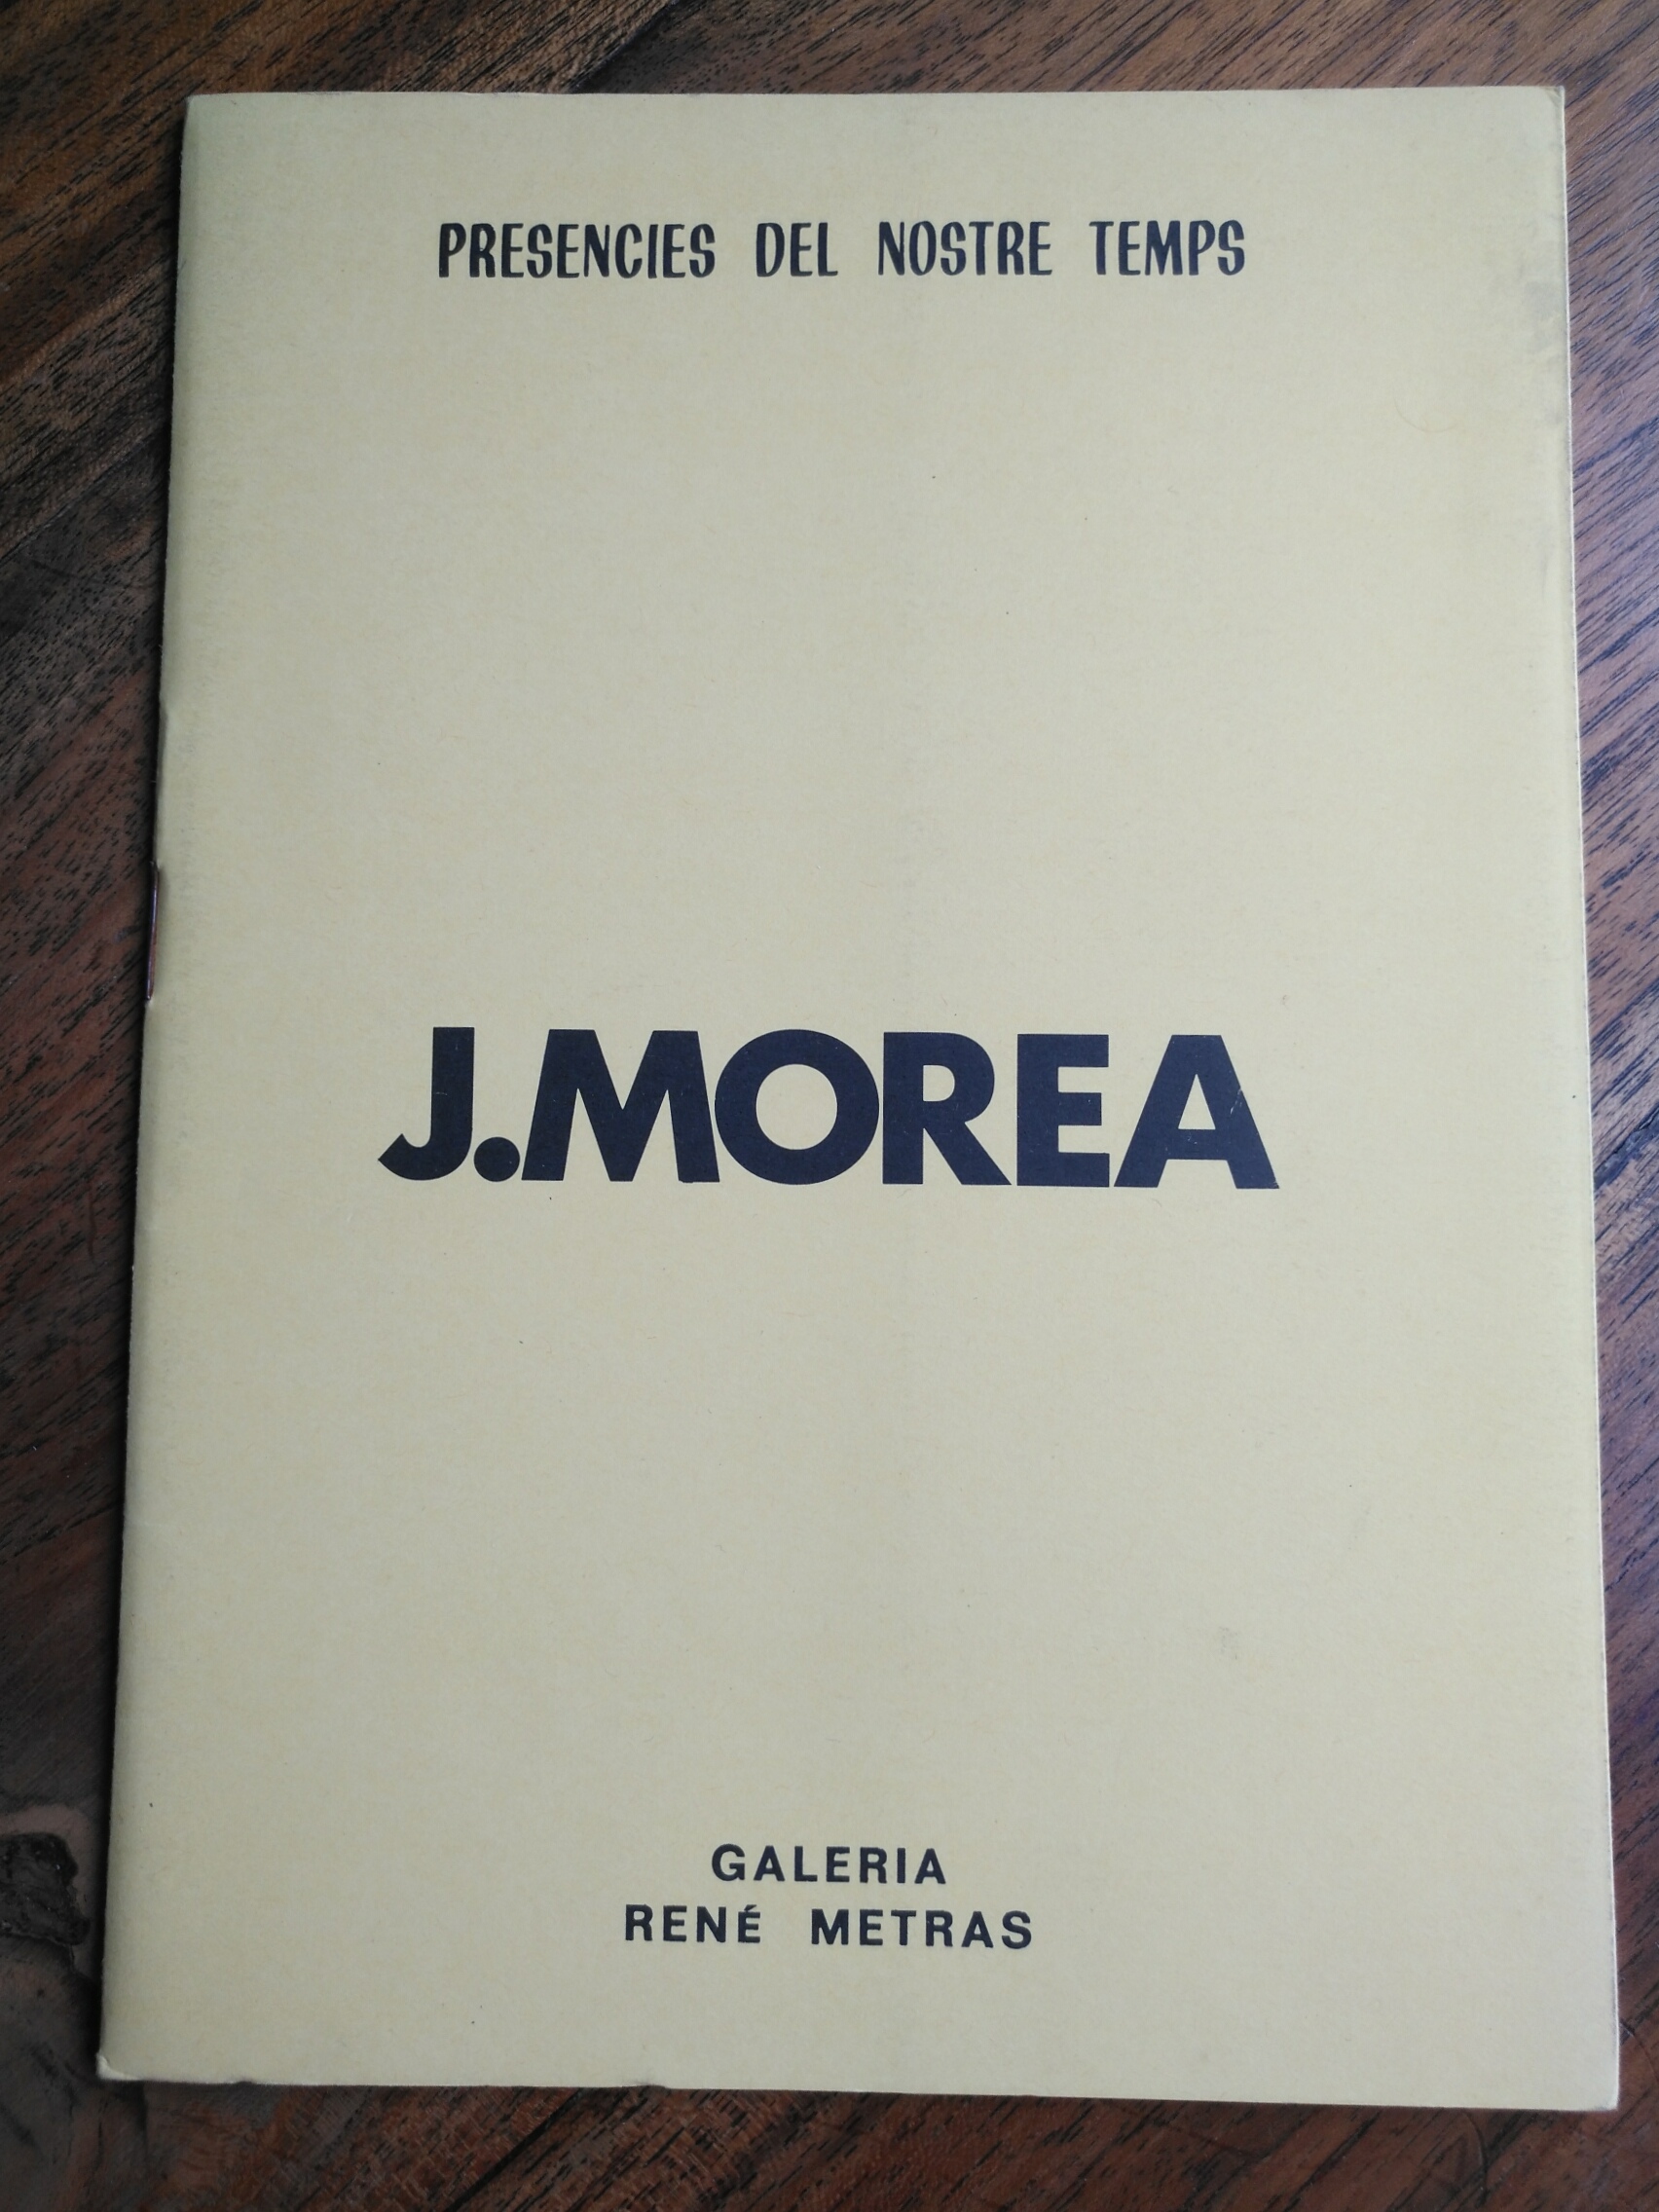 PRESENCIES DEL NOSTRE TEMPS
J.MOREA
GALERIA
RENÉ METRAS